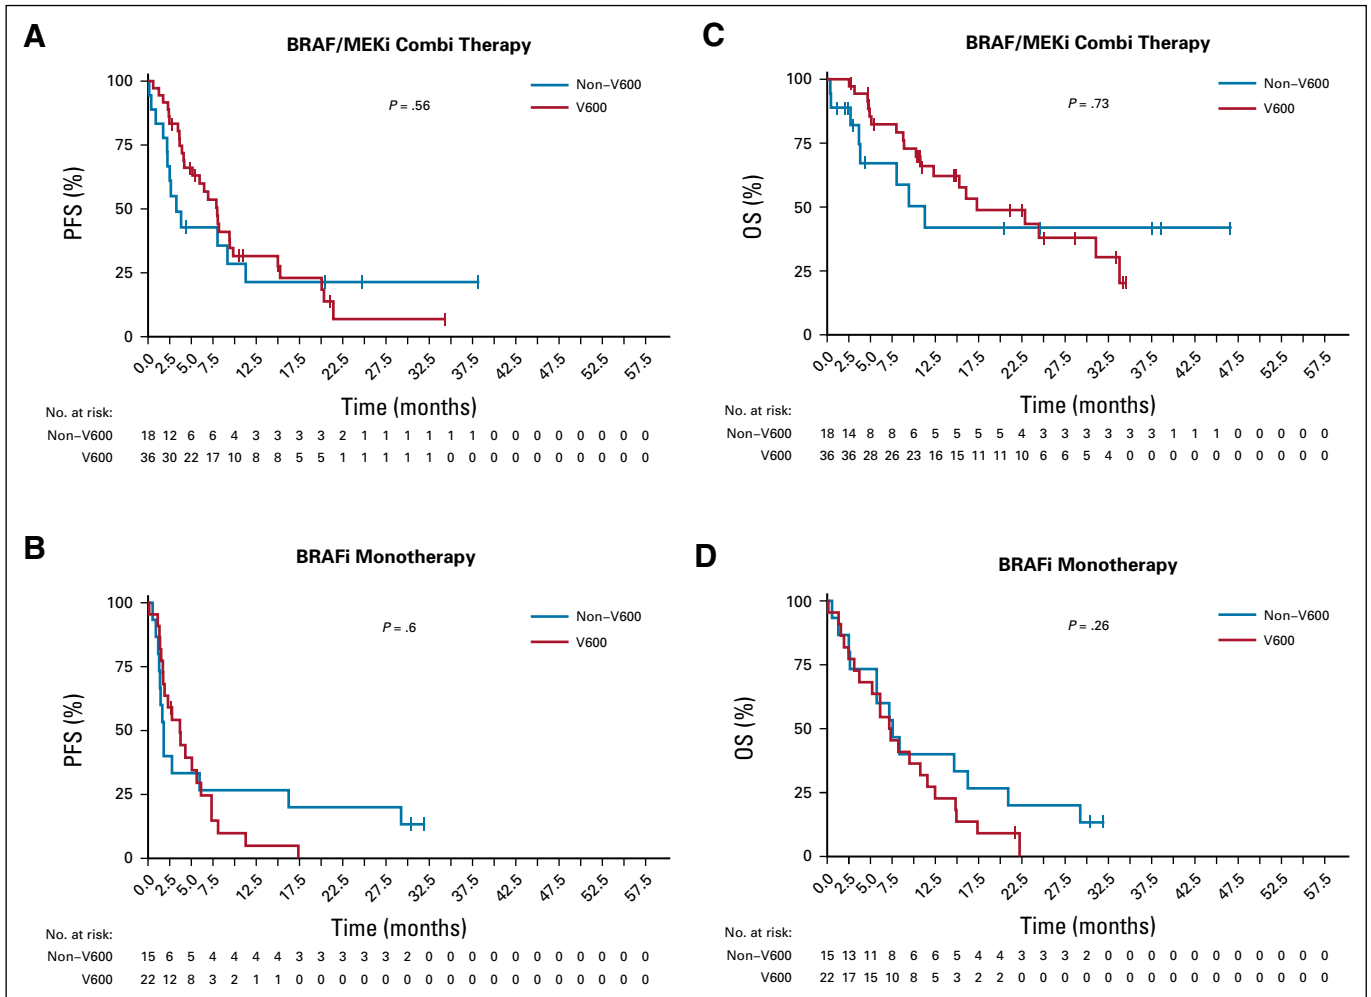 A
BRAF/MEKi Combi Therapy
PFS (%)
100
75
50
25
0
P = .56
Non–V600
V600
0.0 2.5 5.0 7.5 12.5 17.5 22.5 27.5 32.5 37.5 42.5 47.5 52.5 57.5
Time (months)
No. at risk:
Non–V600 18 12 6 6 4 3 3 3 3 2 1 1 1 1 1 1 0 0 0 0 0 0 0 0
V600 36 30 22 17 10 8 8 5 5 1 1 1 1 1 0 0 0 0 0 0 0 0 0 0
C
BRAF/MEKi Combi Therapy
OS (%)
100
75
50
25
0
P = .73
Non–V600
V600
0.0 2.5 5.0 7.5 12.5 17.5 22.5 27.5 32.5 37.5 42.5 47.5 52.5 57.5
Time (months)
No. at risk:
Non–V600 18 14 8 8 6 5 5 5 5 4 3 3 3 3 3 3 1 1 1 0 0 0 0 0
V600 36 36 28 26 23 16 15 11 11 10 6 6 5 4 0 0 0 0 0 0 0 0 0 0
B
BRAFi Monotherapy
PFS (%)
100
75
50
25
0
P = .6
Non–V600
V600
0.0 2.5 5.0 7.5 12.5 17.5 22.5 27.5 32.5 37.5 42.5 47.5 52.5 57.5
Time (months)
No. at risk:
Non–V600 15 6 5 4 4 4 4 3 3 3 3 3 2 0 0 0 0 0 0 0 0 0 0 0
V600 22 12 8 3 2 1 1 0 0 0 0 0 0 0 0 0 0 0 0 0 0 0 0 0
D
BRAFi Monotherapy
OS (%)
100
75
50
25
0
P = .26
Non–V600
V600
0.0 2.5 5.0 7.5 12.5 17.5 22.5 27.5 32.5 37.5 42.5 47.5 52.5 57.5
Time (months)
No. at risk:
Non–V600 15 13 11 8 6 6 5 4 4 3 3 3 2 0 0 0 0 0 0 0 0 0 0 0
V600 22 17 15 10 8 5 3 2 2 0 0 0 0 0 0 0 0 0 0 0 0 0 0 0